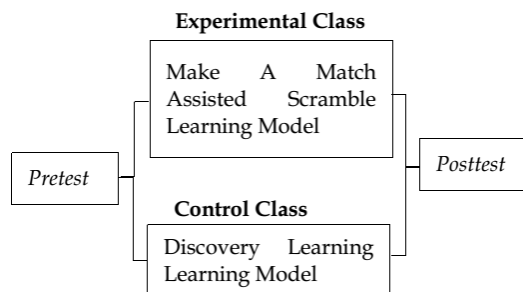 Experimental Class
Make A Match
Assisted Scramble
Learning Model
Pretest
Posttest
Control Class
Discovery Learning
Learning Model